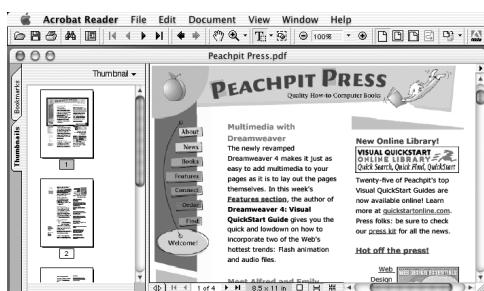 Acrobat Reader File Edit Document View Window Help
100%
Peachpit Press.pdf
Bookmarks
Thumbnails
Thumbnail
1
2
PEACHPIT PRESS
Quality How-to Computer Books
About
News
Books
Features
Connect
Order
Find
Welcome!
Multimedia with
Dreamweaver
The newly revamped
Dreamweaver 4 makes it just as
easy to add multimedia to your
pages as it is to lay out the pages
themselves. In this week's
Features section, the author of
Dreamweaver 4: Visual
QuickStart Guide gives you the
quick and lowdown on how to
incorporate two of the Web's
hottest trends: Flash animation
and audio files.
Meet Alfred and Emily
New Online Library!
VISUAL QUICKSTART
ONLINE LIBRARY
Quick Search, Quick Find, QuickStart
Twenty-five of Peachpit's top
Visual QuickStart Guides are
now available online! Learn
more at quickstartonline.com.
Press folks: be sure to check
our press kit for all the news.
Hot off the press!
Web
Design
WEB DESIGN ESSENTIALS
1 of 4
8.5 x 11 in